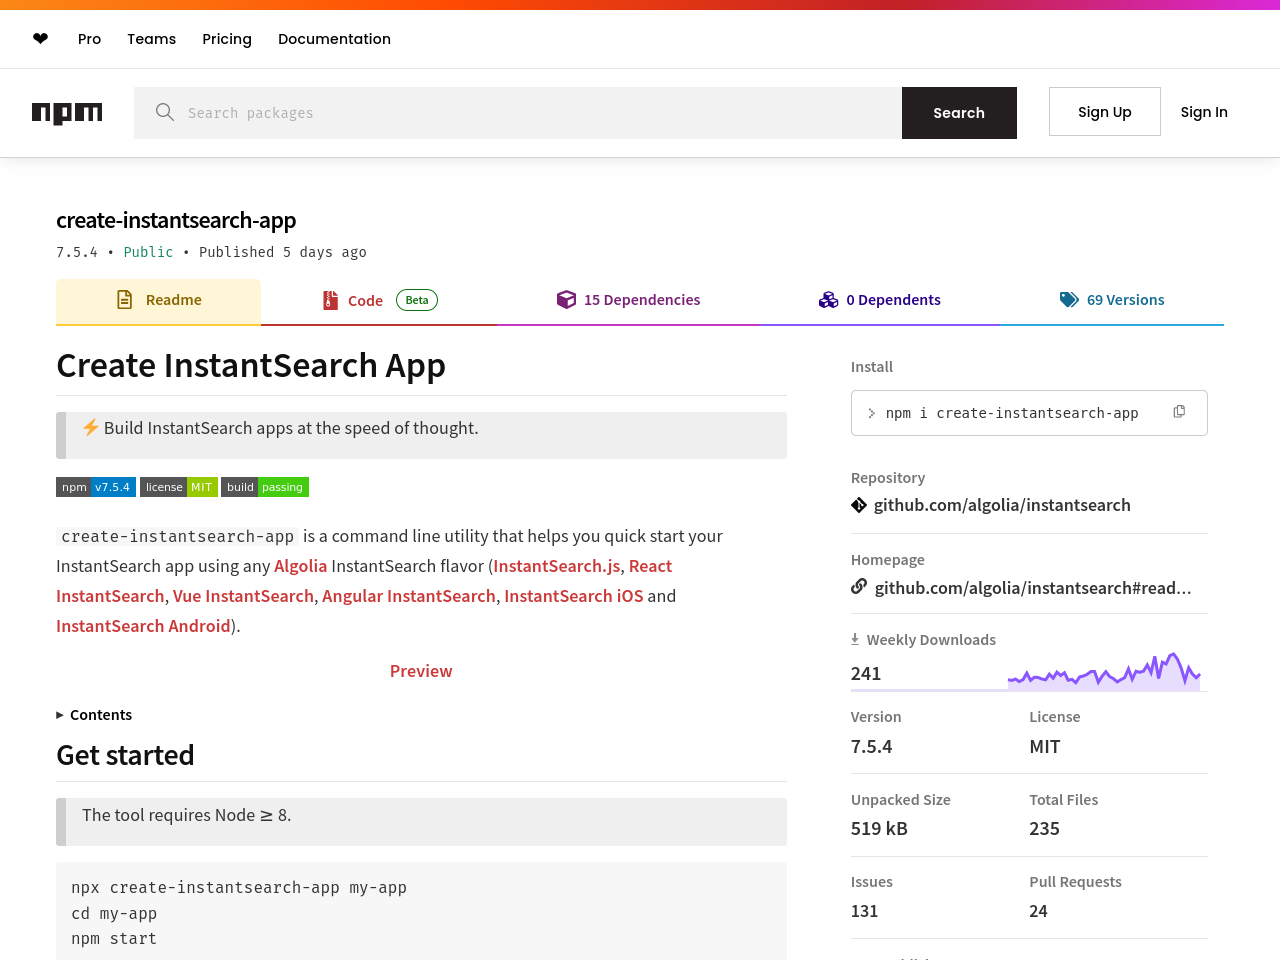 ❤ Pro Teams Pricing Documentation
npm Search packages Search Sign Up Sign In
create-instantsearch-app
7.5.4 • Public • Published 5 days ago
Readme Code Beta 15 Dependencies 0 Dependents 69 Versions
Create InstantSearch App
⚡ Build InstantSearch apps at the speed of thought.
npm v7.5.4 license MIT build passing
create-instantsearch-app is a command line utility that helps you quick start your
InstantSearch app using any Algolia InstantSearch flavor (InstantSearch.js, React
InstantSearch, Vue InstantSearch, Angular InstantSearch, InstantSearch iOS and
InstantSearch Android).
Preview
▸ Contents
Get started
The tool requires Node ≥ 8.
npx create-instantsearch-app my-app
cd my-app
npm start
Install
npm i create-instantsearch-app
Repository
github.com/algolia/instantsearch
Homepage
github.com/algolia/instantsearch#read...
Weekly Downloads
241
Version License
7.5.4 MIT
Unpacked Size Total Files
519 kB 235
Issues Pull Requests
131 24